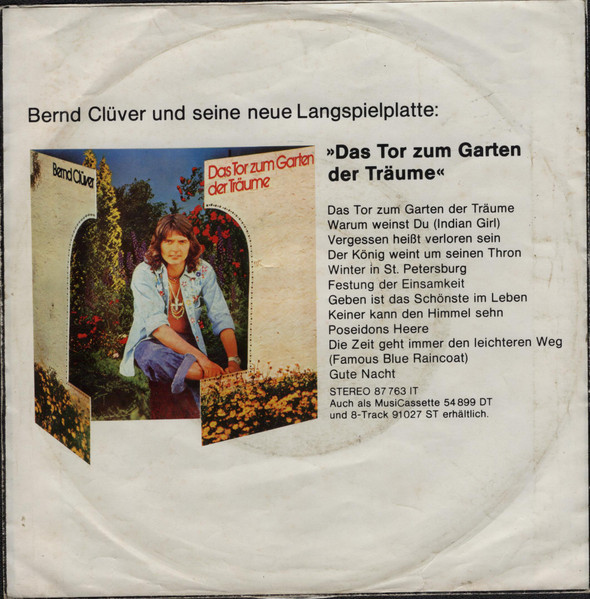 Bernd Clüver und seine neue Langspielplatte:
Bernd Clüver
Das Tor zum Garten
der Träume
»Das Tor zum Garten
der Träume«
Das Tor zum Garten der Träume
Warum weinst Du (Indian Girl)
Vergessen heißt verloren sein
Der König weint um seinen Thron
Winter in St. Petersburg
Festung der Einsamkeit
Geben ist das Schönste im Leben
Keiner kann den Himmel sehn
Poseidons Heere
Die Zeit geht immer den leichteren Weg
(Famous Blue Raincoat)
Gute Nacht
STEREO 87 763 IT
Auch als MusiCassette 54 899 DT
und 8-Track 91027 ST erhältlich.